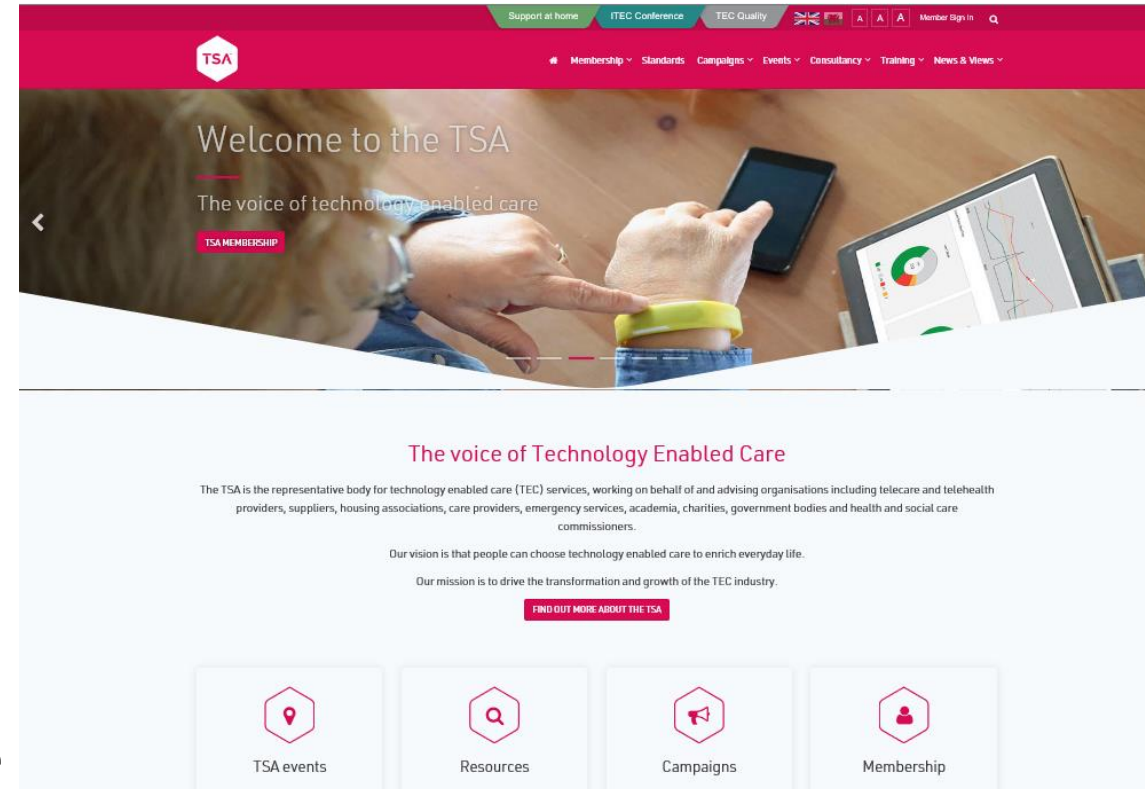 Support at home ITEC Conference TEC Quality A A A Member Sign In
TSA
Membership Standards Campaigns Events Consultancy Training News & Views
Welcome to the TSA
The voice of technology enabled care
TSA MEMBERSHIP
The voice of Technology Enabled Care
The TSA is the representative body for technology enabled care (TEC) services, working on behalf of and advising organisations including telecare and telehealth
providers, suppliers, housing associations, care providers, emergency services, academia, charities, government bodies and health and social care
commissioners.
Our vision is that people can choose technology enabled care to enrich everyday life.
Our mission is to drive the transformation and growth of the TEC industry.
FIND OUT MORE ABOUT THE TSA
TSA events Resources Campaigns Membership